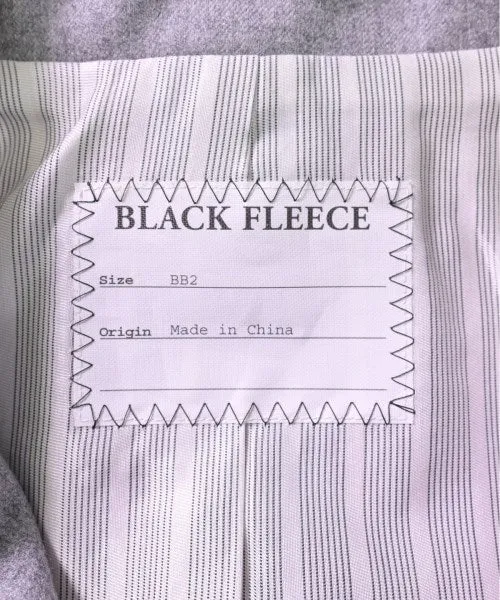 BLACK FLEECE
Size BB2
Origin Made in China